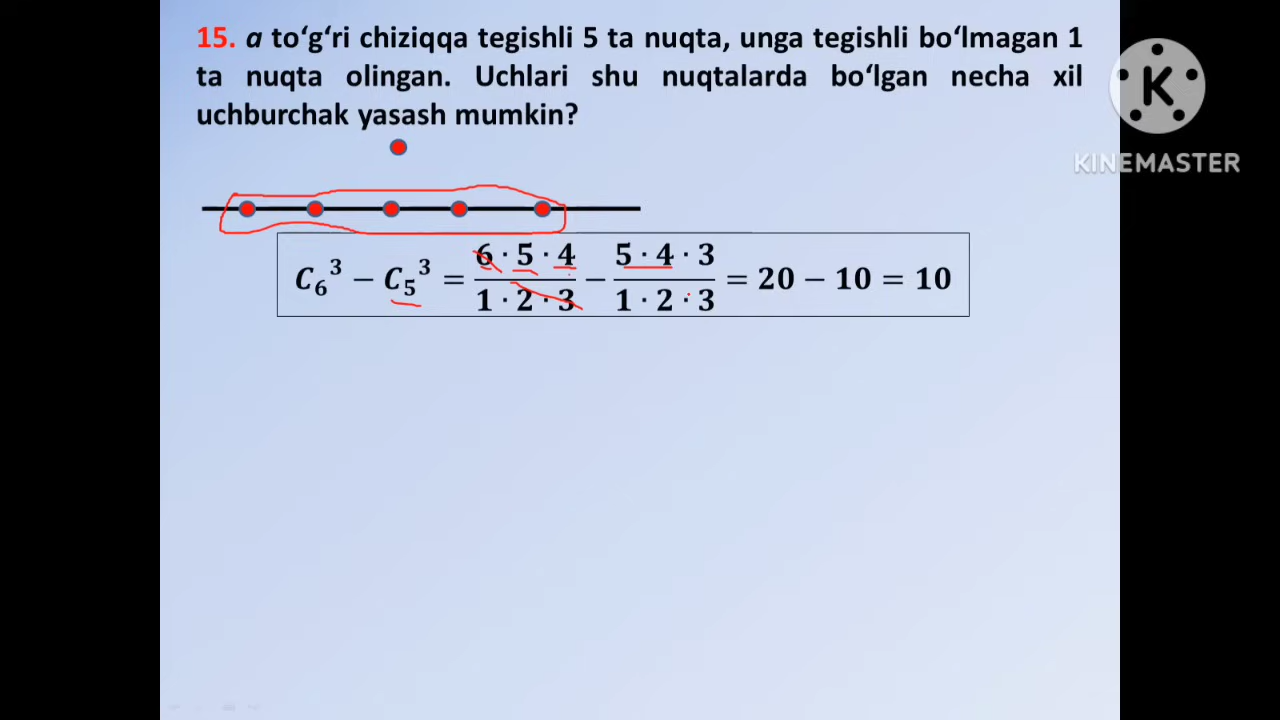 15. a to‘g‘ri chiziqqa tegishli 5 ta nuqta, unga tegishli bo‘lmagan 1
ta nuqta olingan. Uchlari shu nuqtalarda bo‘lgan necha xil
uchburchak yasash mumkin?
K
KINEMASTER
C₆³ − C₅³ = (6 · 5 · 4)/(1 · 2 · 3) − (5 · 4 · 3)/(1 · 2 · 3) = 20 − 10 = 10